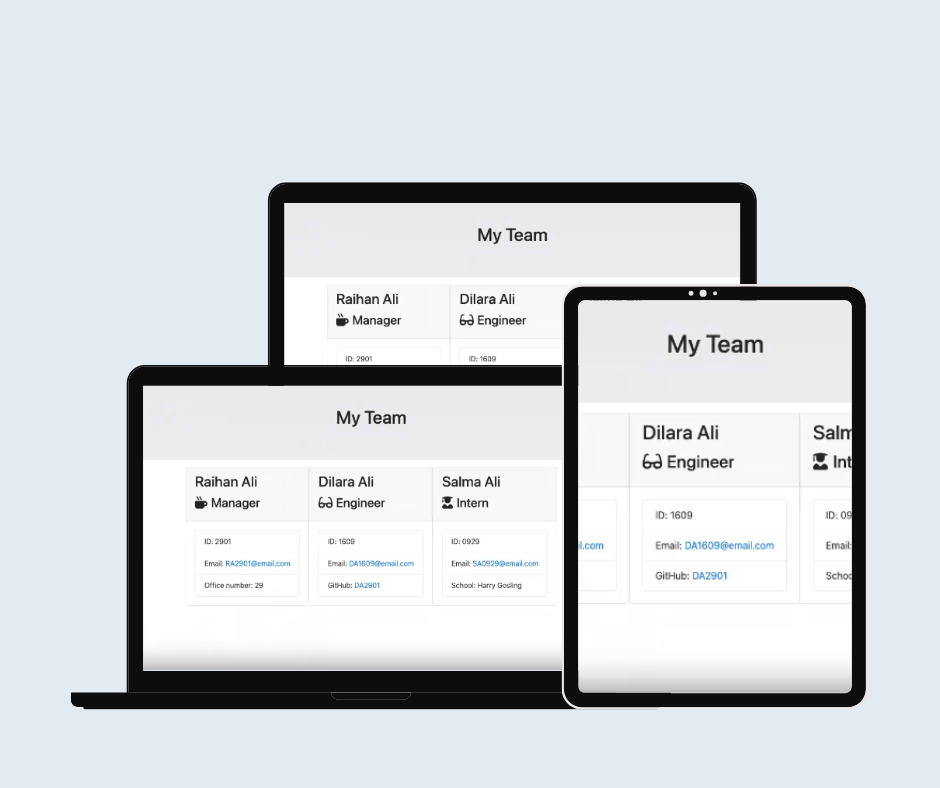 My Team
Raihan Ali
Manager
ID: 2901
Dilara Ali
Engineer
ID: 1609
My Team
Raihan Ali
Manager
ID: 2901
Email: RA2901@email.com
Office number: 29
Dilara Ali
Engineer
ID: 1609
Email: DA1609@email.com
GitHub: DA2901
Salma Ali
Intern
ID: 0929
Email: SA0929@email.com
School: Harry Gosling
My Team
l.com
Dilara Ali
Engineer
ID: 1609
Email: DA1609@email.com
GitHub: DA2901
Salm
Int
ID: 09
Email:
Schoo